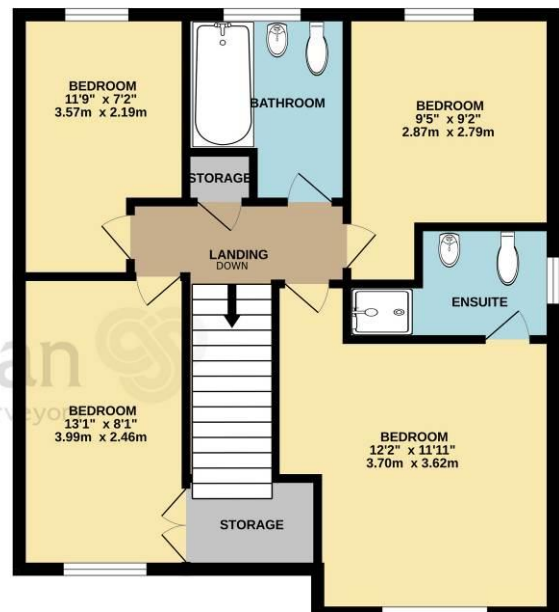 BEDROOM
11'9" x 7'2"
3.57m x 2.19m
BATHROOM
BEDROOM
9'5" x 9'2"
2.87m x 2.79m
STORAGE
LANDING
DOWN
ENSUITE
BEDROOM
13'1" x 8'1"
3.99m x 2.46m
BEDROOM
12'2" x 11'11"
3.70m x 3.62m
STORAGE